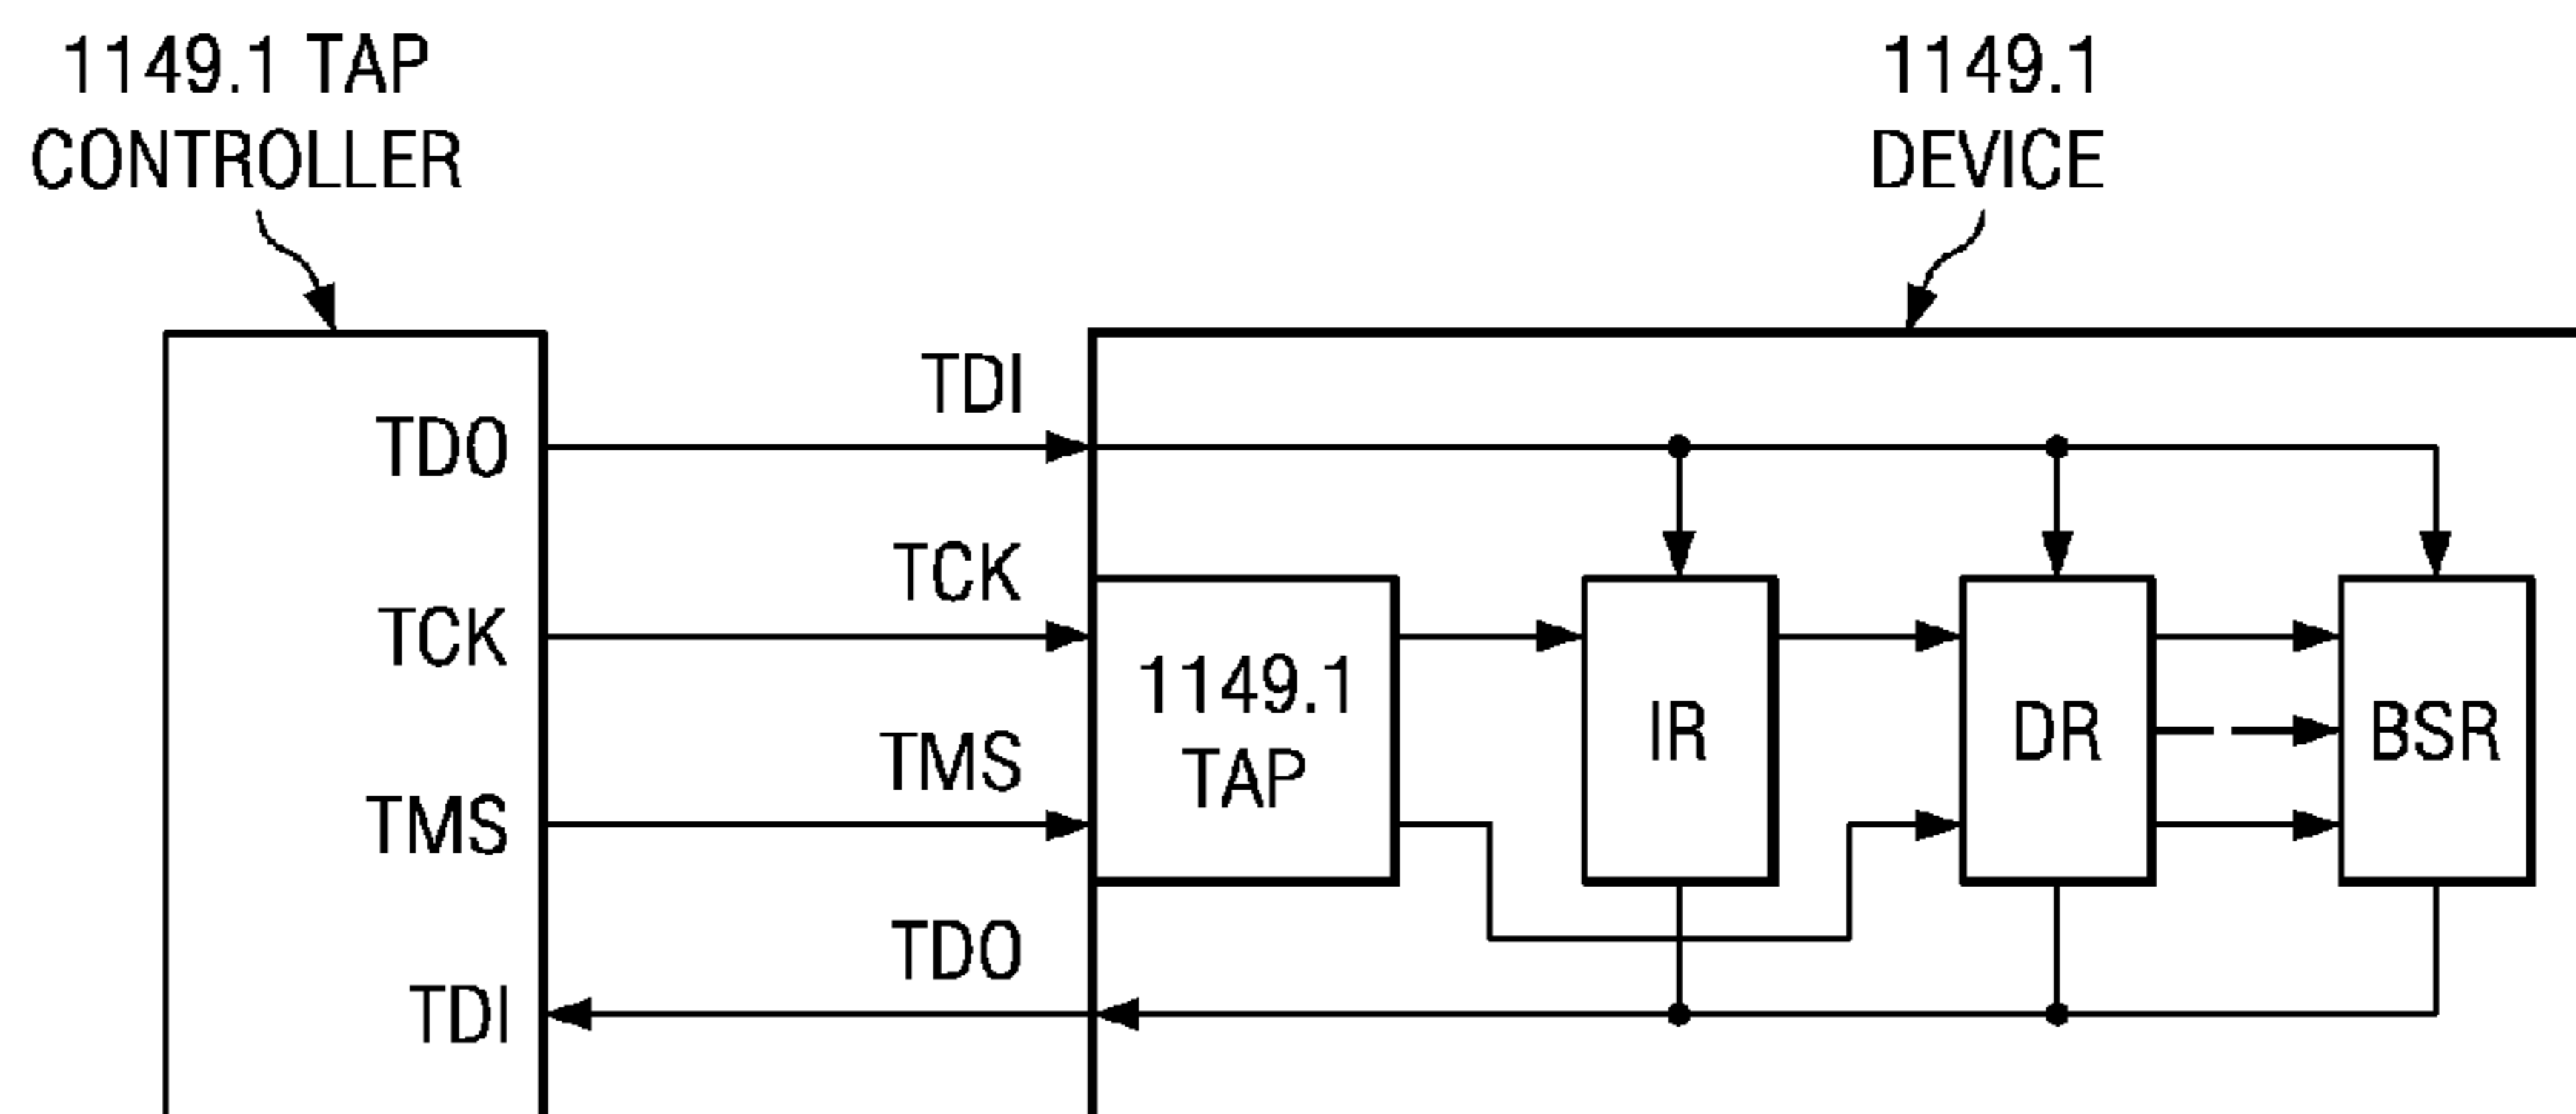 1149.1 TAP
CONTROLLER
1149.1
DEVICE
TDO
TCK
TMS
TDI
TDI
TCK
TMS
TDO
1149.1
TAP
IR
DR
BSR